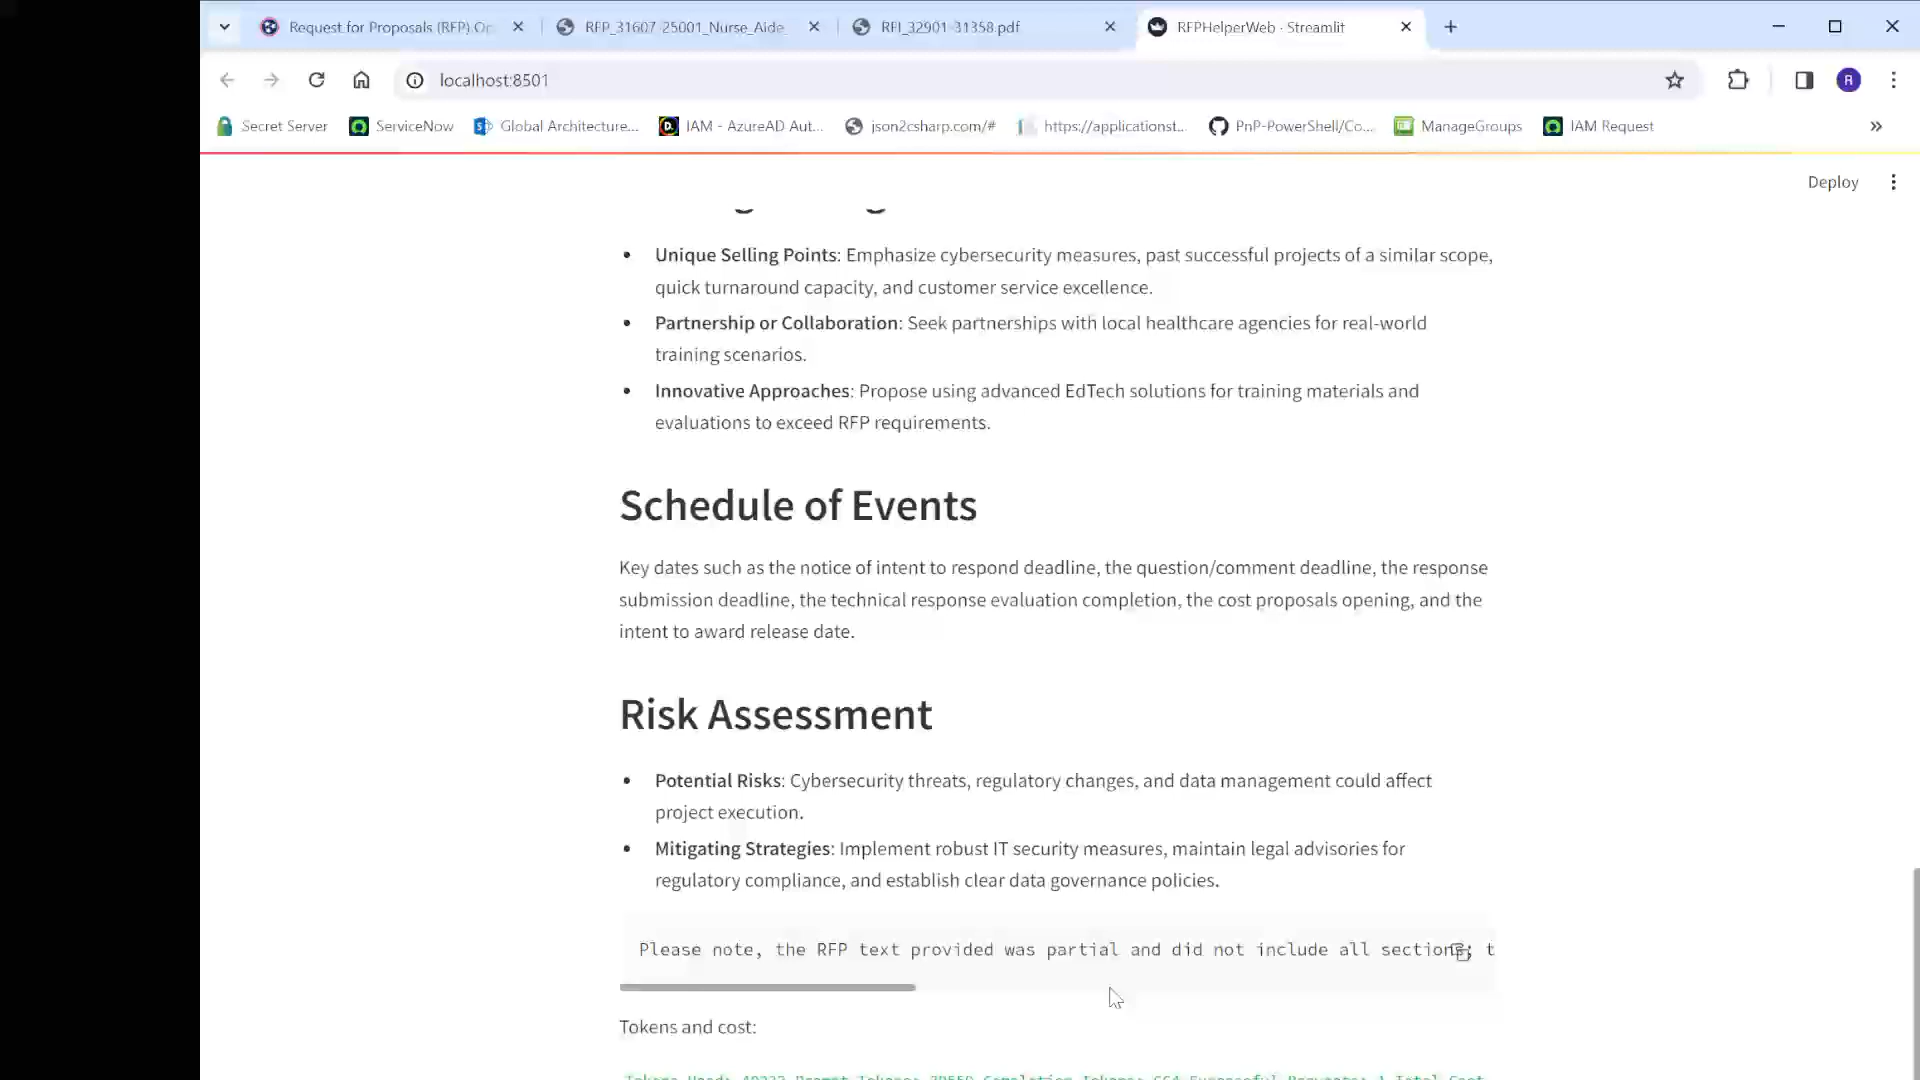 Request for Proposals (RFP) Op
RFP_31607-25001_Nurse_Aide_
RFI_32901-31358.pdf
RFPHelperWeb · Streamlit
localhost:8501
R
Secret Server
ServiceNow
Global Architecture...
IAM - AzureAD Aut...
json2csharp.com/#
https://applicationst...
PnP-PowerShell/Co...
ManageGroups
IAM Request
Deploy
• Unique Selling Points: Emphasize cybersecurity measures, past successful projects of a similar scope,
quick turnaround capacity, and customer service excellence.
• Partnership or Collaboration: Seek partnerships with local healthcare agencies for real-world
training scenarios.
• Innovative Approaches: Propose using advanced EdTech solutions for training materials and
evaluations to exceed RFP requirements.
Schedule of Events
Key dates such as the notice of intent to respond deadline, the question/comment deadline, the response
submission deadline, the technical response evaluation completion, the cost proposals opening, and the
intent to award release date.
Risk Assessment
• Potential Risks: Cybersecurity threats, regulatory changes, and data management could affect
project execution.
• Mitigating Strategies: Implement robust IT security measures, maintain legal advisories for
regulatory compliance, and establish clear data governance policies.
Please note, the RFP text provided was partial and did not include all sections; t
Tokens and cost: